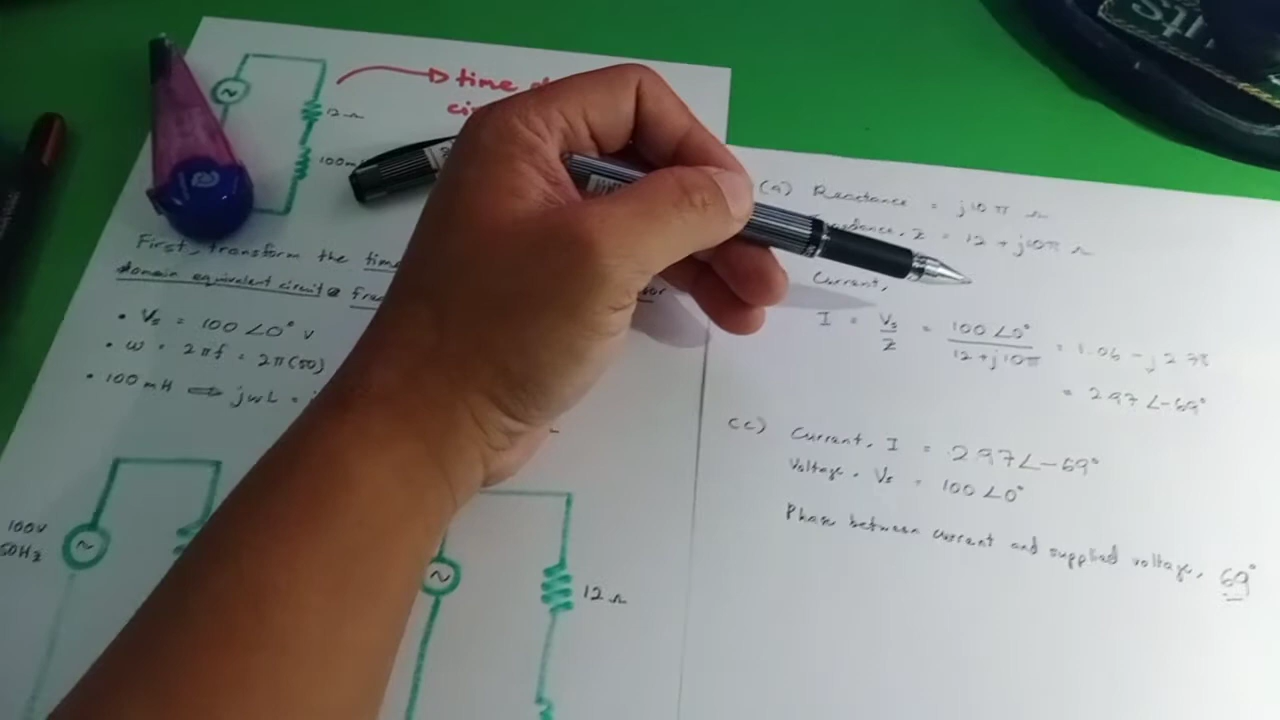 time
12 Ω
100m
First, transform the time
domain equivalent circuit @
• Vs = 100∠0° V
• ω = 2πf = 2π(50)
• 100 mH ⟺ jωL =
100V
50Hz
12 Ω
(a) Reactance = j10π Ω
Z = 12 + j10π Ω
Current,
I = Vs/Z = 100∠0°/12+j10π = 1.06 - j2.78
= 2.97∠-69°
(c) Current, I = 2.97∠-69°
Voltage, Vs = 100∠0°
Phase between current and supplied voltage, 69°